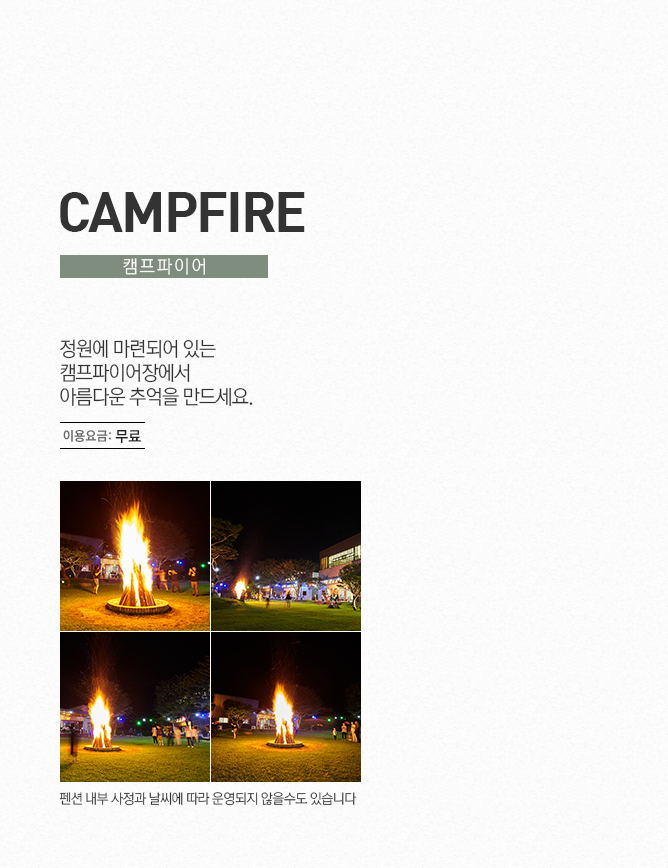 CAMPFIRE
캠프파이어
정원에 마련되어 있는
캠프파이어장에서
아름다운 추억을 만드세요.
이용요금: 무료
펜션 내부 사정과 날씨에 따라 운영되지 않을수도 있습니다